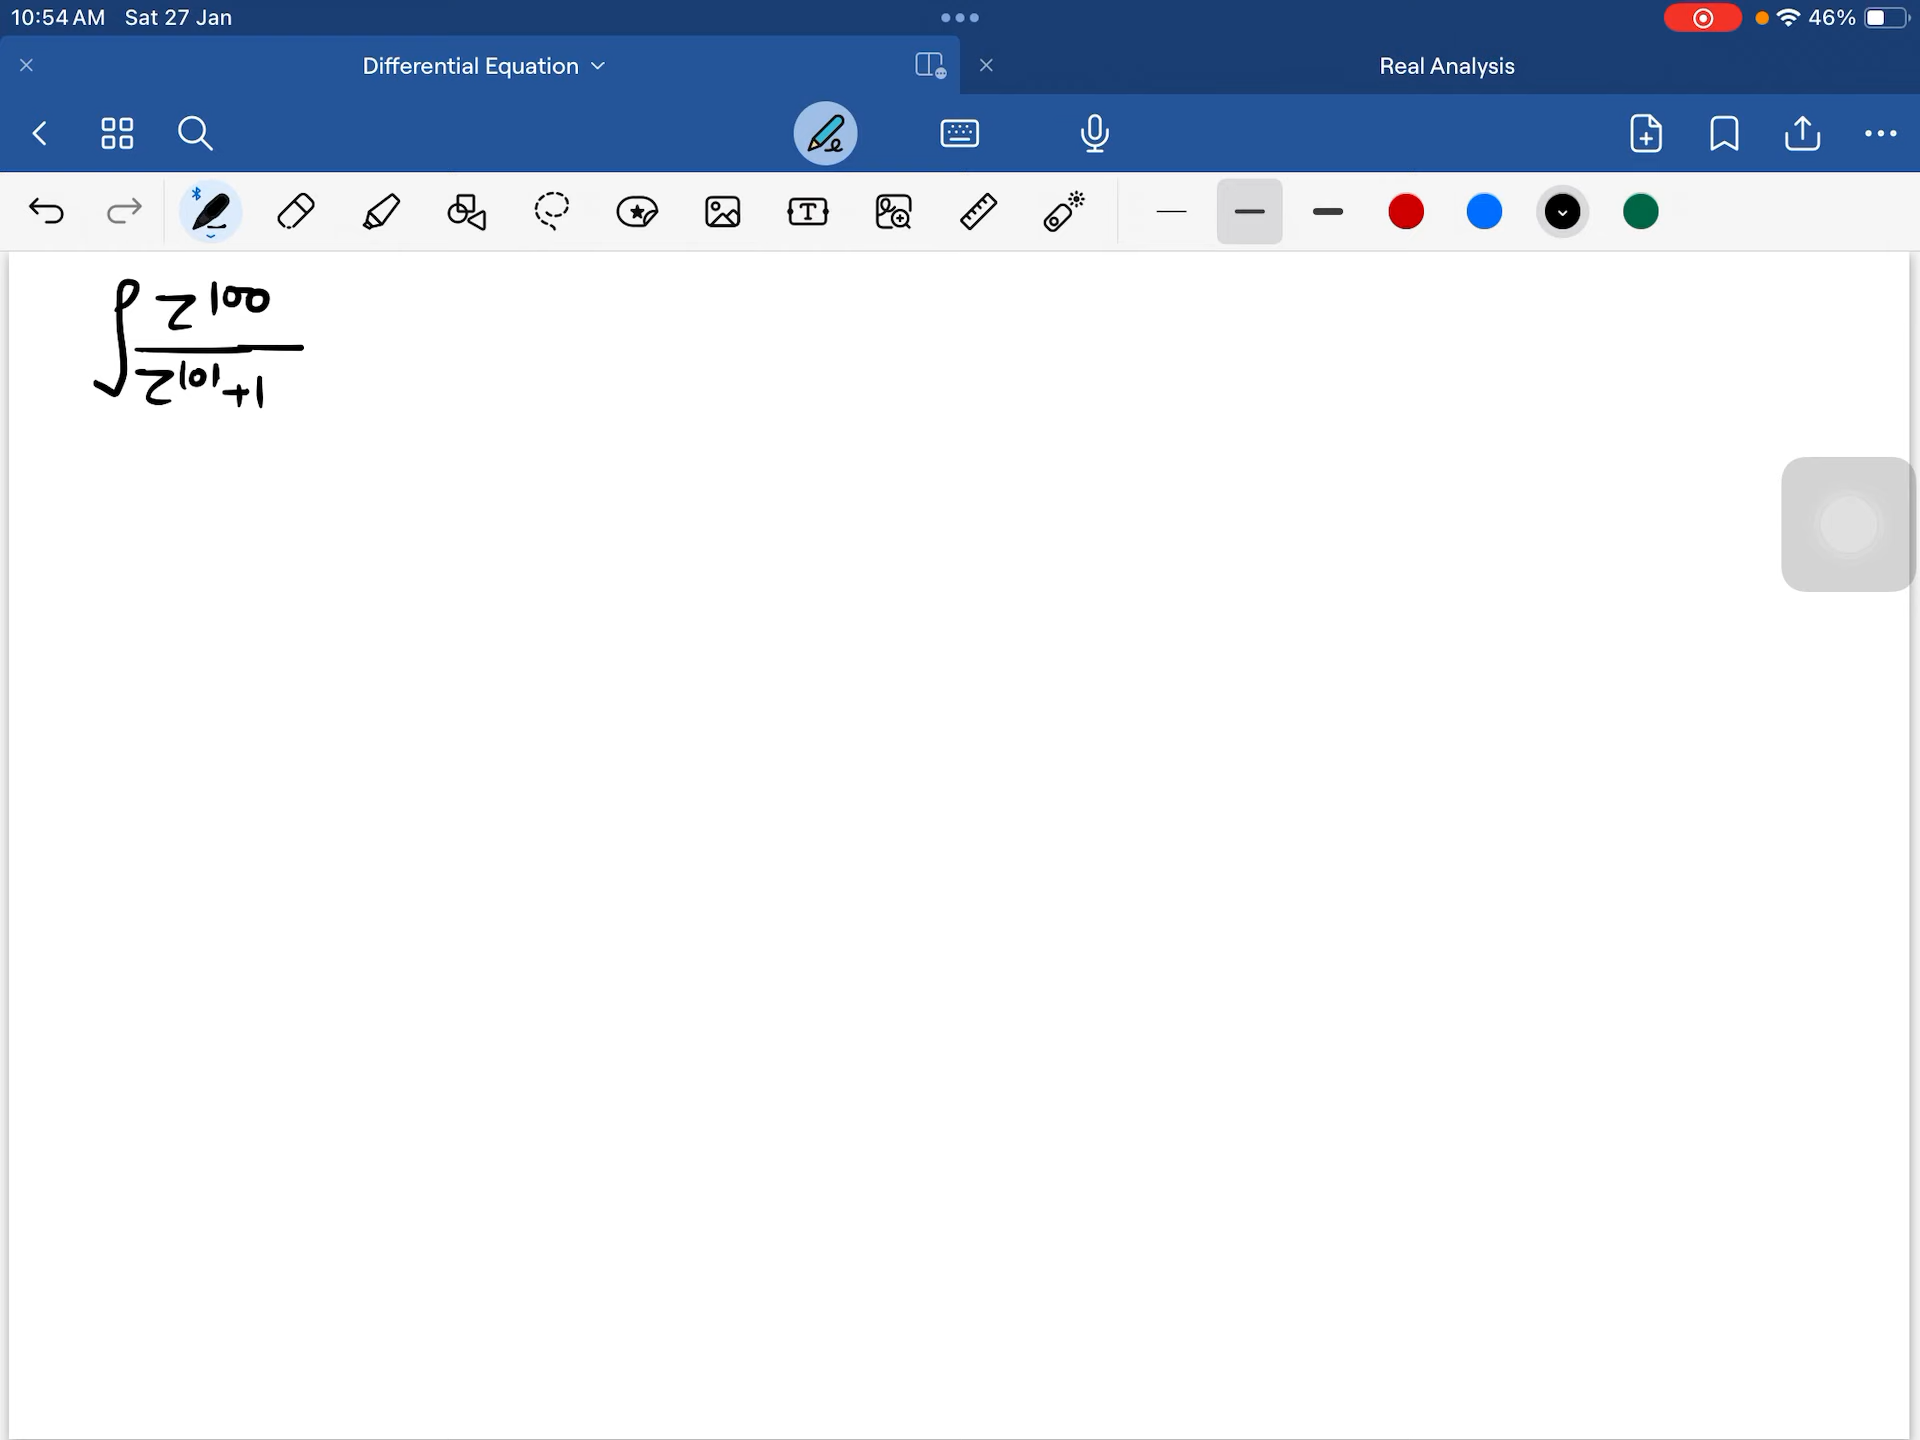 10:54 AM Sat 27 Jan 46%
Differential Equation Real Analysis
∫ z^100
z^101 + 1